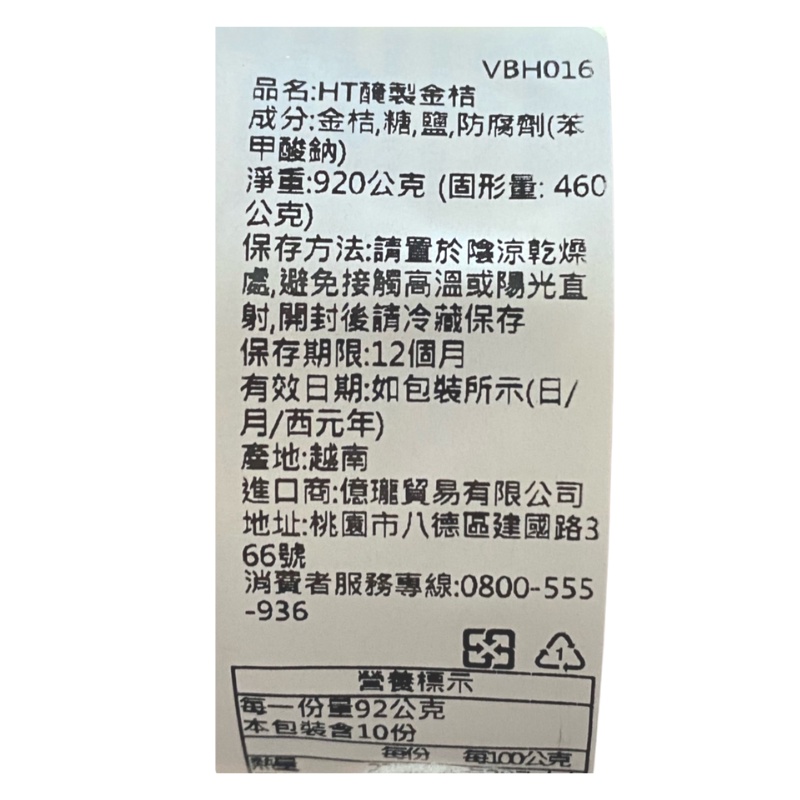 VBH016
品名:HT醃製金桔
成分:金桔,糖,鹽,防腐劑(苯
甲酸鈉)
淨重:920公克 (固形量: 460
公克)
保存方法:請置於陰涼乾燥
處,避免接觸高溫或陽光直
射,開封後請冷藏保存
保存期限:12個月
有效日期:如包裝所示(日/
月/西元年)
產地:越南
進口商:億瓏貿易有限公司
地址:桃園市八德區建國路3
66號
消費者服務專線:0800-555
-936
1
營養標示
每一份量92公克
本包裝含10份
每份 每100公克
熱量